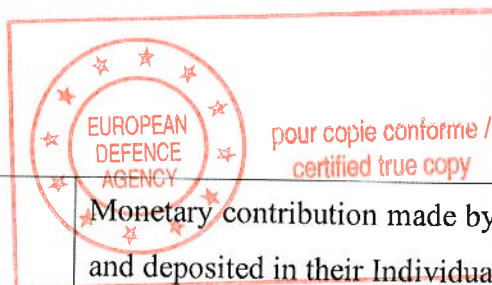 EUROPEAN
DEFENCE
AGENCY
pour copie conforme /
certified true copy
Monetary contribution made by
and deposited in their Individua